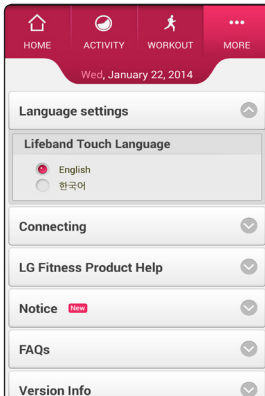 HOME ACTIVITY WORKOUT MORE
Wed, January 22, 2014
Language settings
Lifeband Touch Language
English
한국어
Connecting
LG Fitness Product Help
Notice New
FAQs
Version Info